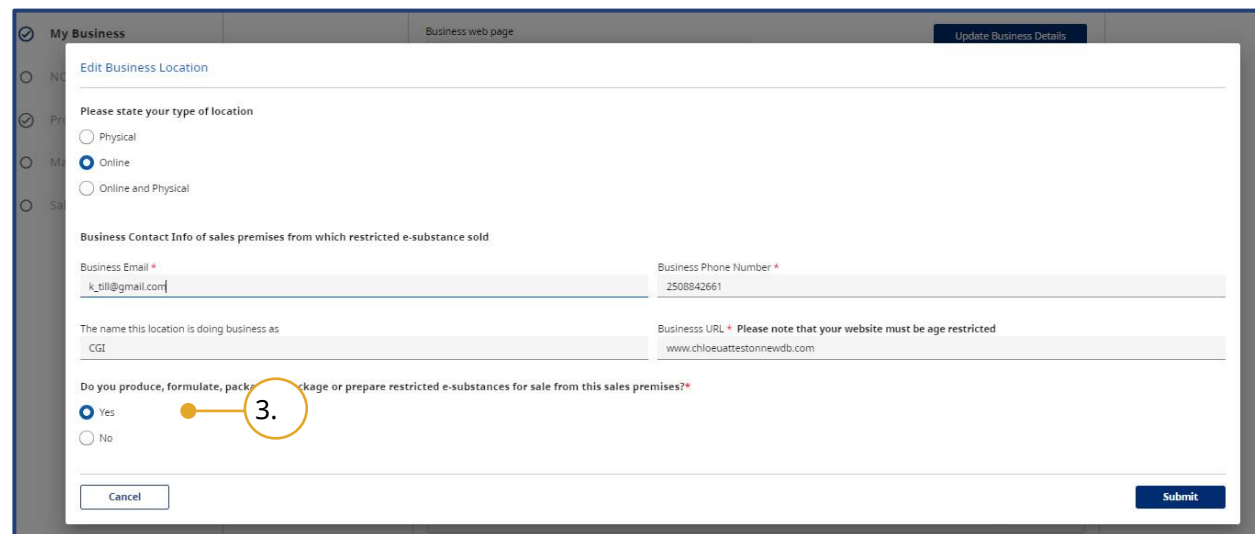 My Business
Business web page
Update Business Details
Edit Business Location
NO
Please state your type of location
Pro
Physical
Ma
Online
Online and Physical
Sal
Business Contact Info of sales premises from which restricted e-substance sold
Business Email * Business Phone Number *
k_till@gmail.com 2508842661
The name this location is doing business as Businesss URL * Please note that your website must be age restricted
CGI www.chloeuattestonnewdb.com
Do you produce, formulate, packa ckage or prepare restricted e-substances for sale from this sales premises?*
Yes 3.
No
Cancel Submit